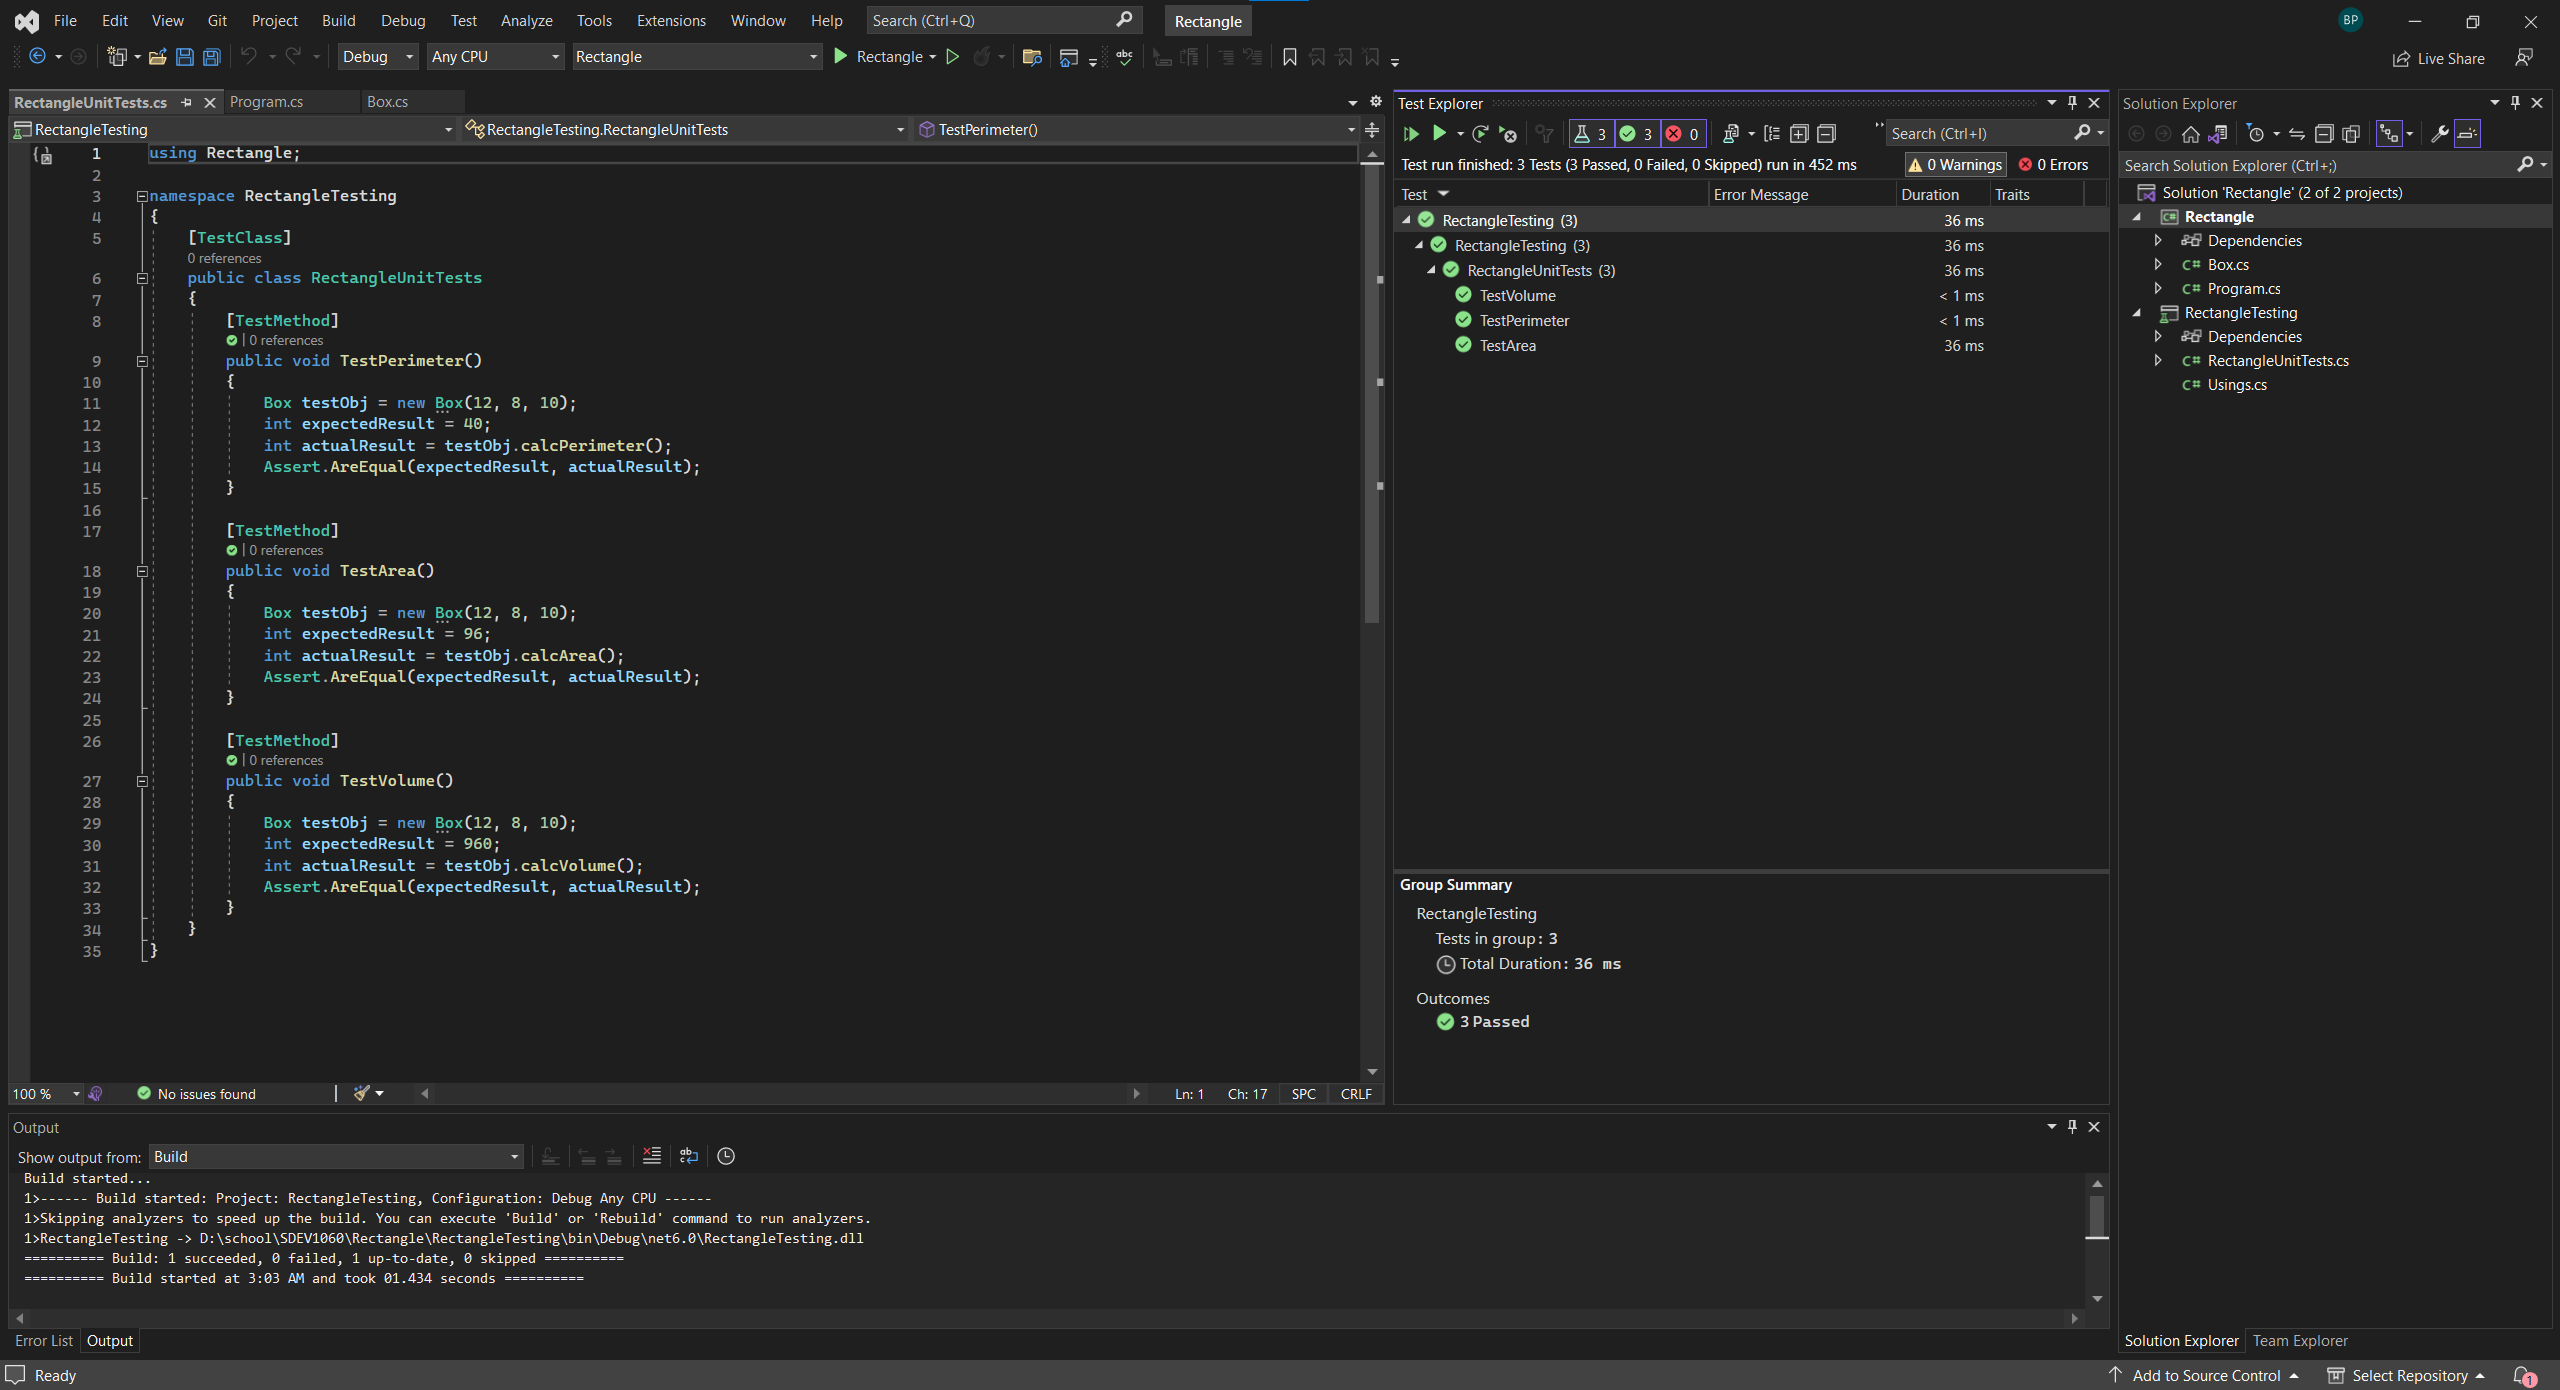 File Edit View Git Project Build Debug Test Analyze Tools Extensions Window Help Search (Ctrl+Q) Rectangle BP
Debug Any CPU Rectangle Rectangle Live Share
RectangleUnitTests.cs Program.cs Box.cs
RectangleTesting RectangleTesting.RectangleUnitTests TestPerimeter()
1 using Rectangle;
2
3 namespace RectangleTesting
4 {
5 [TestClass]
0 references
6 public class RectangleUnitTests
7 {
8 [TestMethod]
| 0 references
9 public void TestPerimeter()
10 {
11 Box testObj = new Box(12, 8, 10);
12 int expectedResult = 40;
13 int actualResult = testObj.calcPerimeter();
14 Assert.AreEqual(expectedResult, actualResult);
15 }
16
17 [TestMethod]
| 0 references
18 public void TestArea()
19 {
20 Box testObj = new Box(12, 8, 10);
21 int expectedResult = 96;
22 int actualResult = testObj.calcArea();
23 Assert.AreEqual(expectedResult, actualResult);
24 }
25
26 [TestMethod]
| 0 references
27 public void TestVolume()
28 {
29 Box testObj = new Box(12, 8, 10);
30 int expectedResult = 960;
31 int actualResult = testObj.calcVolume();
32 Assert.AreEqual(expectedResult, actualResult);
33 }
34 }
35 }
100 % No issues found Ln: 1 Ch: 17 SPC CRLF
Test Explorer
3 3 0 Search (Ctrl+I)
Test run finished: 3 Tests (3 Passed, 0 Failed, 0 Skipped) run in 452 ms 0 Warnings 0 Errors
Test Error Message Duration Traits
RectangleTesting (3) 36 ms
RectangleTesting (3) 36 ms
RectangleUnitTests (3) 36 ms
TestVolume < 1 ms
TestPerimeter < 1 ms
TestArea 36 ms
Group Summary
RectangleTesting
Tests in group: 3
Total Duration: 36 ms
Outcomes
3 Passed
Solution Explorer
Search Solution Explorer (Ctrl+;)
Solution 'Rectangle' (2 of 2 projects)
Rectangle
Dependencies
C# Box.cs
C# Program.cs
RectangleTesting
Dependencies
C# RectangleUnitTests.cs
C# Usings.cs
Output
Show output from: Build
Build started...
1>------ Build started: Project: RectangleTesting, Configuration: Debug Any CPU ------
1>Skipping analyzers to speed up the build. You can execute 'Build' or 'Rebuild' command to run analyzers.
1>RectangleTesting -> D:\school\SDEV1060\Rectangle\RectangleTesting\bin\Debug\net6.0\RectangleTesting.dll
========== Build: 1 succeeded, 0 failed, 1 up-to-date, 0 skipped ==========
========== Build started at 3:03 AM and took 01.434 seconds ==========
Error List Output
Solution Explorer Team Explorer
Ready Add to Source Control Select Repository 1